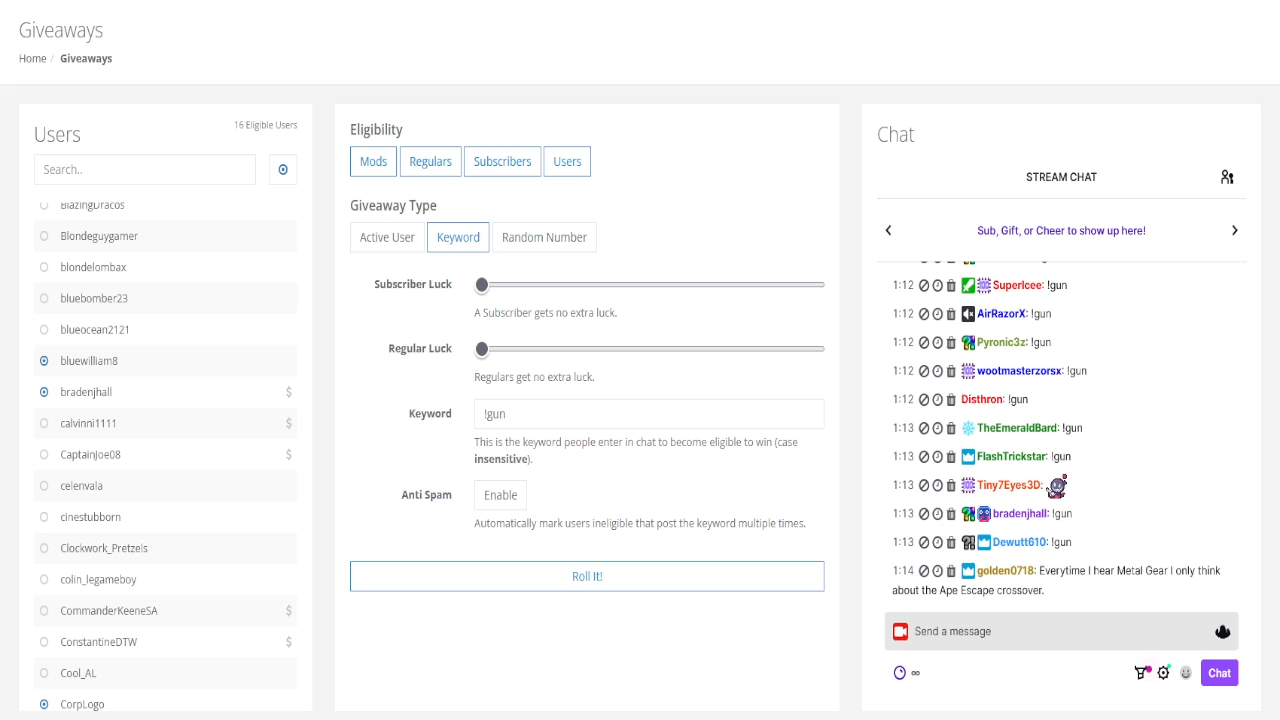 Giveaways
Home / Giveaways
Users
16 Eligible Users
Search..
BlazingDracos
Blondeguygamer
blondelombax
bluebomber23
blueocean2121
bluewilliam8
bradenjhall $
calvinni1111 $
CaptainJoe08 $
celenvala
cinestubborn
Clockwork_Pretzels
colin_legameboy
CommanderKeeneSA $
ConstantineDTW $
Cool_AL
CorpLogo
Eligibility
Mods Regulars Subscribers Users
Giveaway Type
Active User Keyword Random Number
Subscriber Luck
A Subscriber gets no extra luck.
Regular Luck
Regulars get no extra luck.
Keyword !gun
This is the keyword people enter in chat to become eligible to win (case
insensitive).
Anti Spam Enable
Automatically mark users ineligible that post the keyword multiple times.
Roll It!
Chat
STREAM CHAT
Sub, Gift, or Cheer to show up here!
1:12 SuperIcee: !gun
1:12 AirRazorX: !gun
1:12 Pyronic3z: !gun
1:12 wootmasterzorsx: !gun
1:12 Disthron: !gun
1:13 TheEmeraldBard: !gun
1:13 FlashTrickstar: !gun
1:13 Tiny7Eyes3D:
1:13 bradenjhall: !gun
1:13 Dewutt610: !gun
1:14 golden0718: Everytime I hear Metal Gear I only think
about the Ape Escape crossover.
Send a message
∞
Chat